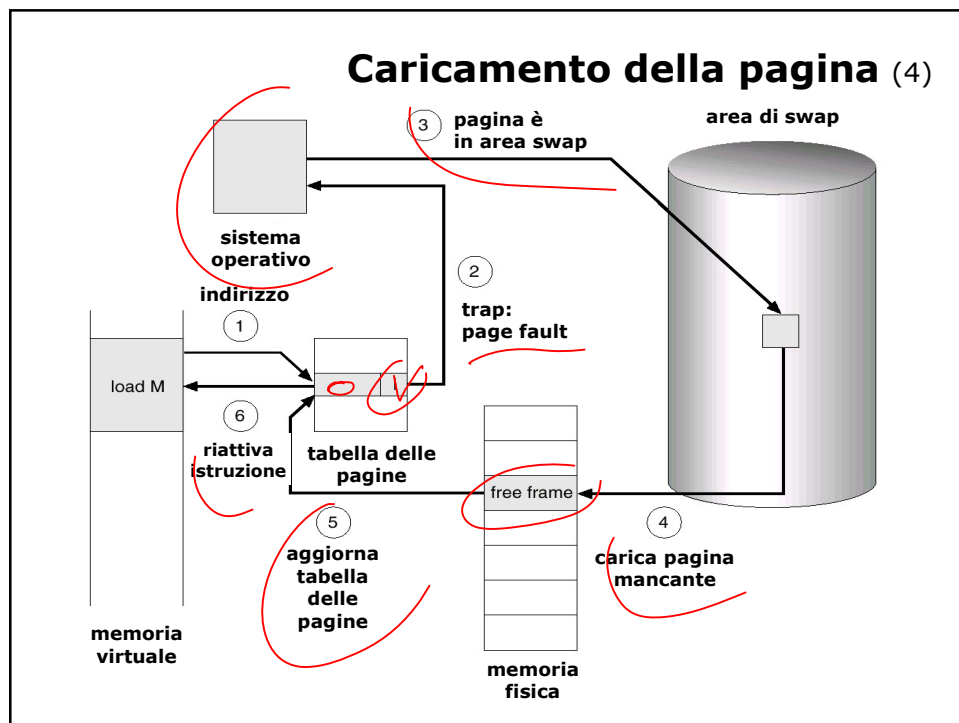 Caricamento della pagina (4)
3
pagina è
in area swap
area di swap
sistema
operativo
indirizzo
2
trap:
page fault
1
load M
V
6
riattiva
istruzione
tabella delle
pagine
free frame
5
aggiorna
tabella
delle
pagine
4
carica pagina
mancante
memoria
virtuale
memoria
fisica